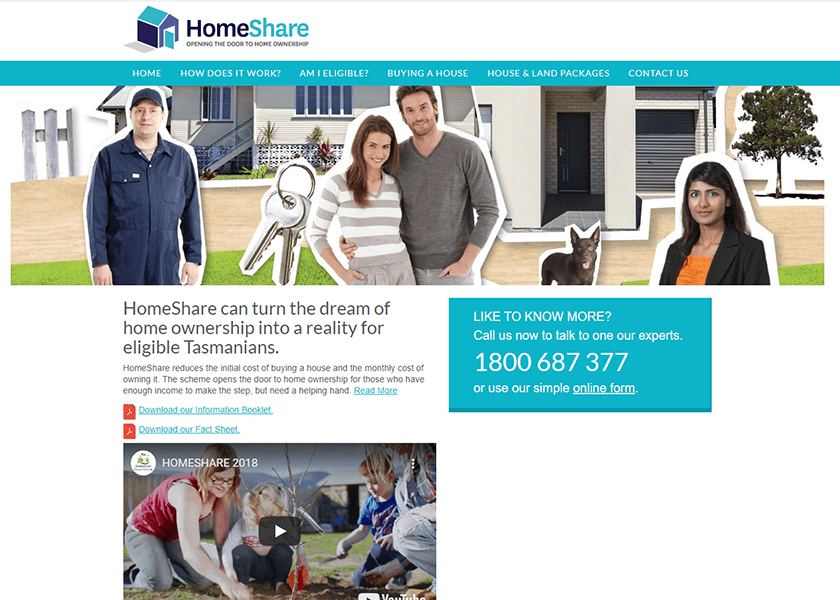 HomeShare
OPENING THE DOOR TO HOME OWNERSHIP
HOME HOW DOES IT WORK? AM I ELIGIBLE? BUYING A HOUSE HOUSE & LAND PACKAGES CONTACT US
HomeShare can turn the dream of
home ownership into a reality for
eligible Tasmanians.
HomeShare reduces the initial cost of buying a house and the monthly cost of
owning it. The scheme opens the door to home ownership for those who have
enough income to make the step, but need a helping hand. Read More
Download our Information Booklet.
Download our Fact Sheet.
HOMESHARE 2018
YouTube
LIKE TO KNOW MORE?
Call us now to talk to one our experts.
1800 687 377
or use our simple online form.